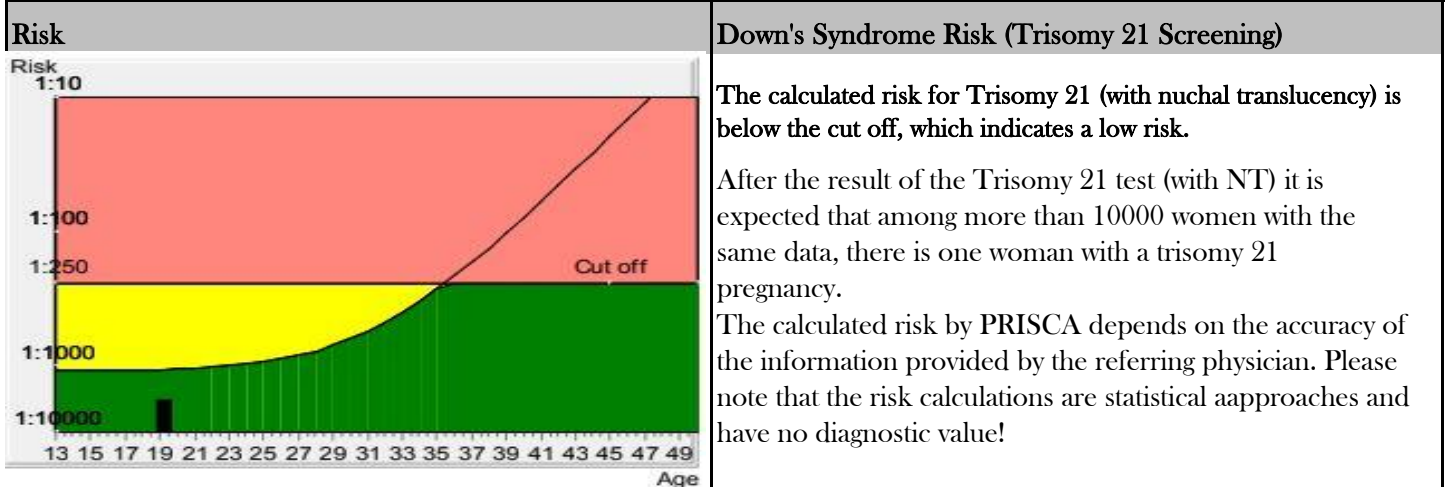 Risk
Risk
1:10
1:100
1:250
Cut off
1:1000
1:10000
13 15 17 19 21 23 25 27 29 31 33 35 37 39 41 43 45 47 49
Age
Down's Syndrome Risk (Trisomy 21 Screening)
The calculated risk for Trisomy 21 (with nuchal translucency) is
below the cut off, which indicates a low risk.
After the result of the Trisomy 21 test (with NT) it is
expected that among more than 10000 women with the
same data, there is one woman with a trisomy 21
pregnancy.
The calculated risk by PRISCA depends on the accuracy of
the information provided by the referring physician. Please
note that the risk calculations are statistical aapproaches and
have no diagnostic value!